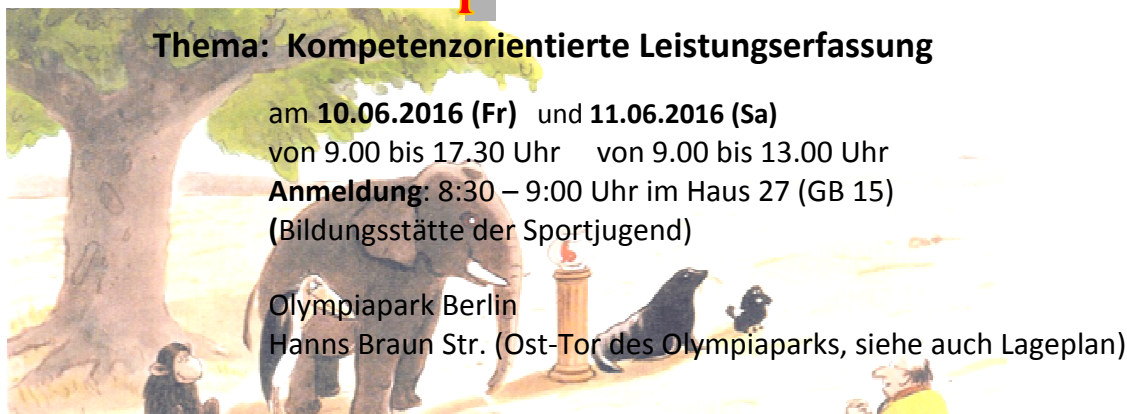 Thema: Kompetenzorientierte Leistungserfassung
am 10.06.2016 (Fr) und 11.06.2016 (Sa)
von 9.00 bis 17.30 Uhr von 9.00 bis 13.00 Uhr
Anmeldung: 8:30 – 9:00 Uhr im Haus 27 (GB 15)
(Bildungsstätte der Sportjugend)
Olympiapark Berlin
Hanns Braun Str. (Ost-Tor des Olympiaparks, siehe auch Lageplan)